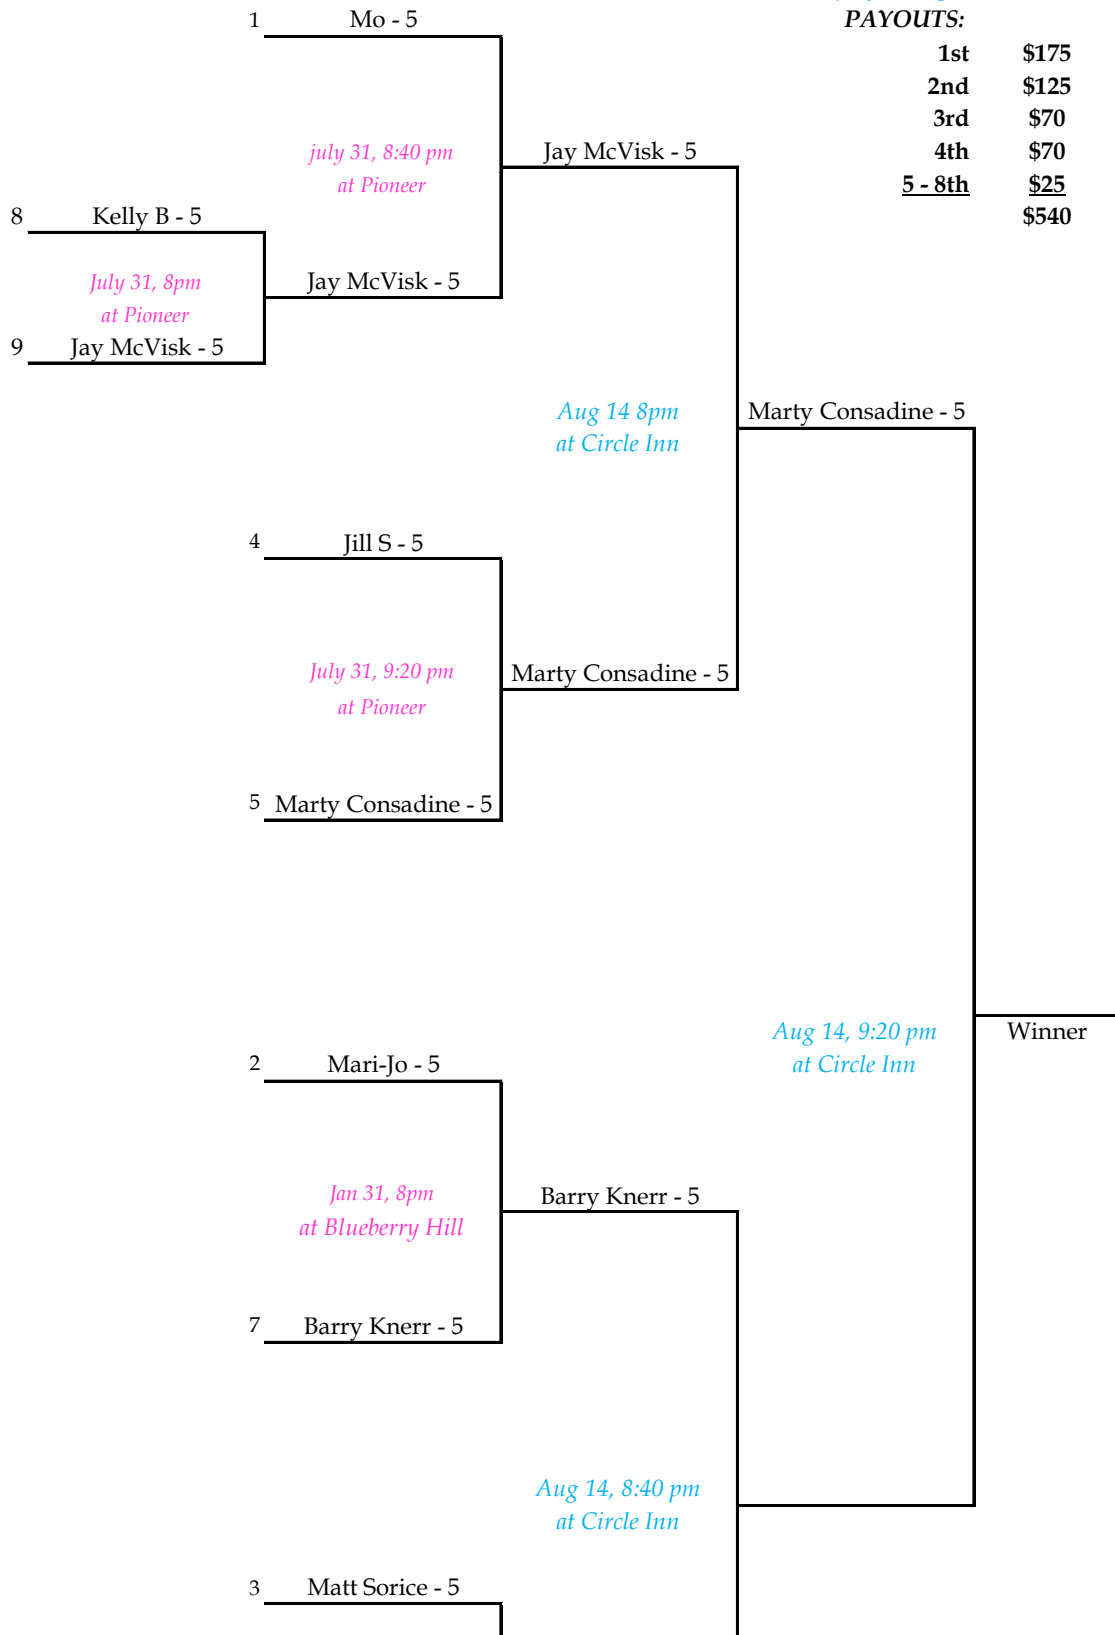 1 Mo - 5
PAYOUTS:
1st $175
2nd $125
3rd $70
4th $70
5 - 8th $25
$540
july 31, 8:40 pm
at Pioneer
Jay McVisk - 5
8 Kelly B - 5
July 31, 8pm
at Pioneer
Jay McVisk - 5
9 Jay McVisk - 5
Aug 14 8pm
at Circle Inn
Marty Consadine - 5
4 Jill S - 5
July 31, 9:20 pm
at Pioneer
Marty Consadine - 5
5 Marty Consadine - 5
Aug 14, 9:20 pm
at Circle Inn
Winner
2 Mari-Jo - 5
Jan 31, 8pm
at Blueberry Hill
Barry Knerr - 5
7 Barry Knerr - 5
Aug 14, 8:40 pm
at Circle Inn
3 Matt Sorice - 5